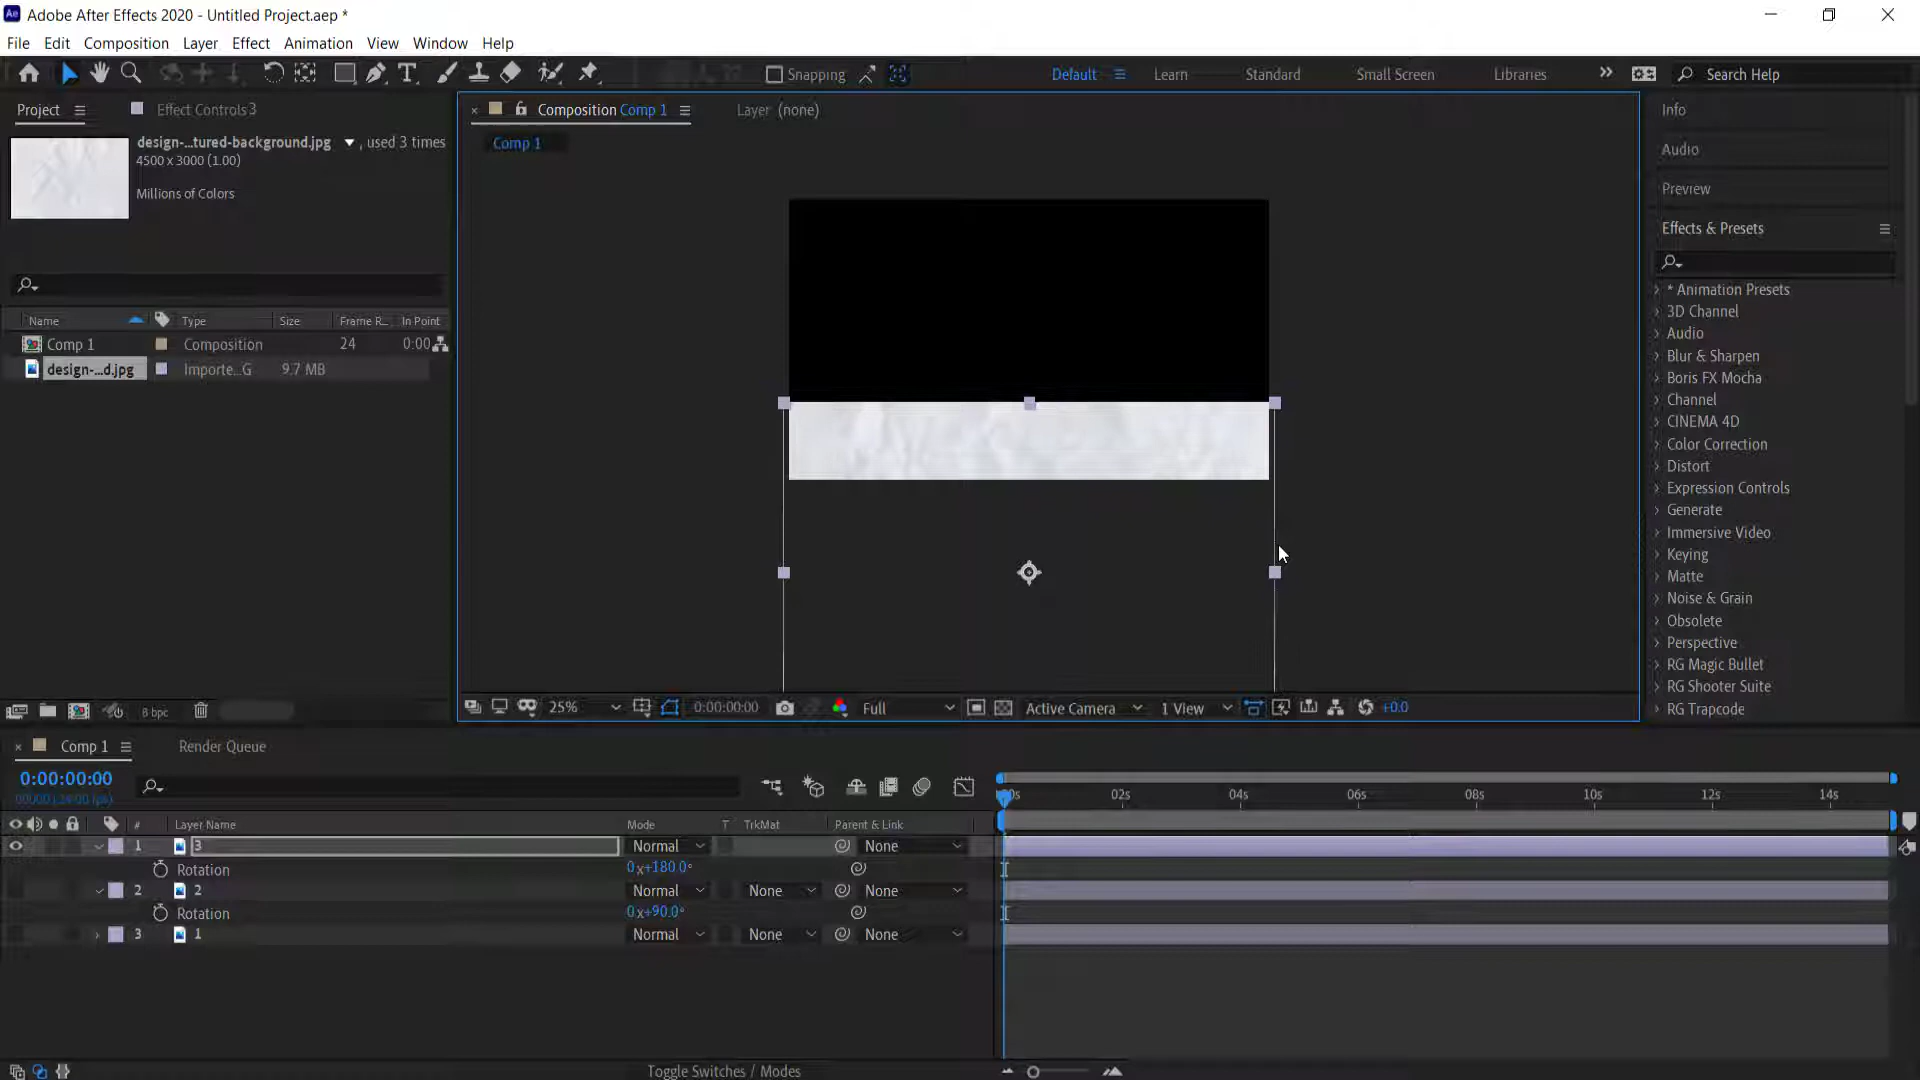 Adobe After Effects 2020 - Untitled Project.aep *
File Edit Composition Layer Effect Animation View Window Help
Snapping Default Learn Standard Small Screen Libraries Search Help
Project Effect Controls 3 Composition Comp 1 Layer (none) Info
design-...tured-background.jpg , used 3 times
4500 x 3000 (1.00)
Millions of Colors
Comp 1
Audio
Preview
Effects & Presets
* Animation Presets
3D Channel
Audio
Blur & Sharpen
Boris FX Mocha
Channel
CINEMA 4D
Color Correction
Distort
Expression Controls
Generate
Immersive Video
Keying
Matte
Noise & Grain
Obsolete
Perspective
RG Magic Bullet
RG Shooter Suite
RG Trapcode
Name Type Size Frame R... In Point
Comp 1 Composition 24 0:00
design-...d.jpg Importe...G 9.7 MB
8 bpc
25% 0:00:00:00 Full Active Camera 1 View +0.0
Comp 1 Render Queue
0:00:00:00
00000 (24.00 fps)
02s 04s 06s 08s 10s 12s 14s
# Layer Name Mode T TrkMat Parent & Link
1 3 Normal None
Rotation 0x+180.0°
2 2 Normal None None
Rotation 0x+90.0°
3 1 Normal None None
Toggle Switches / Modes